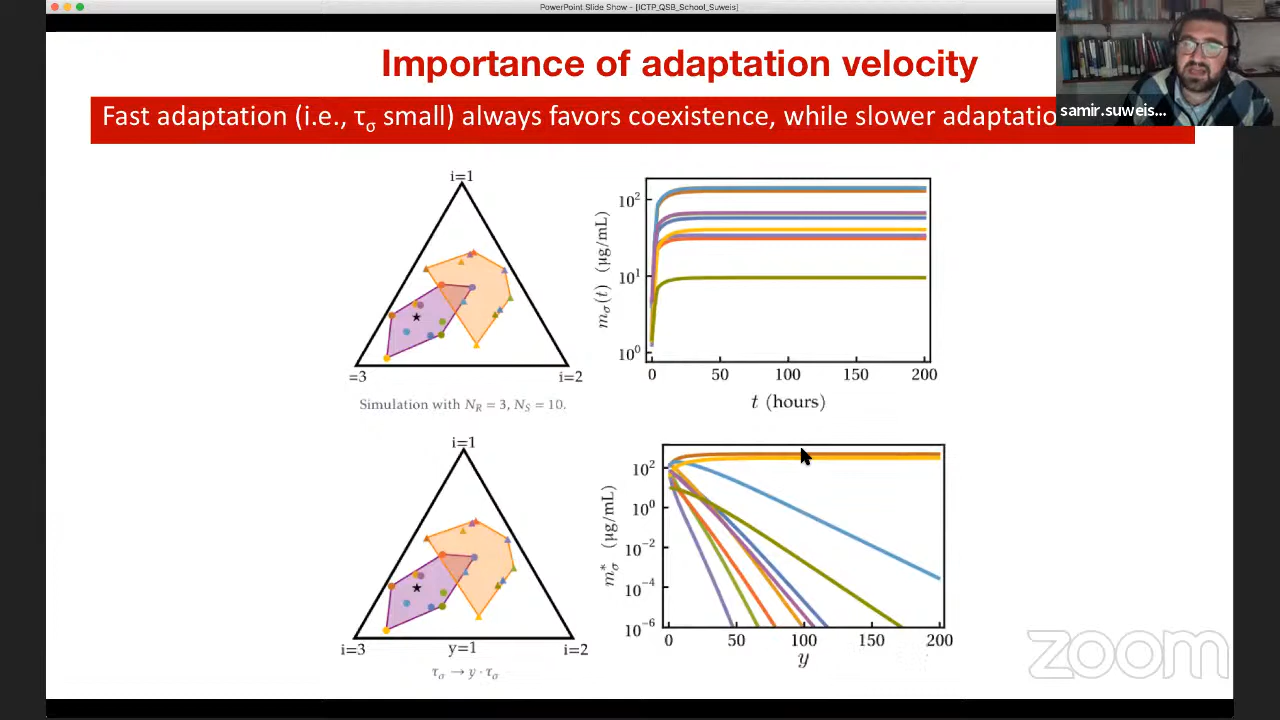 PowerPoint Slide Show - [ICTP_QSB_School_Suweis]
Importance of adaptation velocity
Fast adaptation (i.e., τσ small) always favors coexistence, while slower adaptatio
samir.suweis...
i=1
=3
i=2
Simulation with N_R = 3, N_S = 10.
m_σ(t) (μg/mL)
10²
10¹
10⁰
0 50 100 150 200
t (hours)
i=1
i=3
y=1
i=2
τσ → y · τσ
m*_σ (μg/mL)
10²
10⁰
10⁻²
10⁻⁴
10⁻⁶
0 50 100 150 200
y
zoom